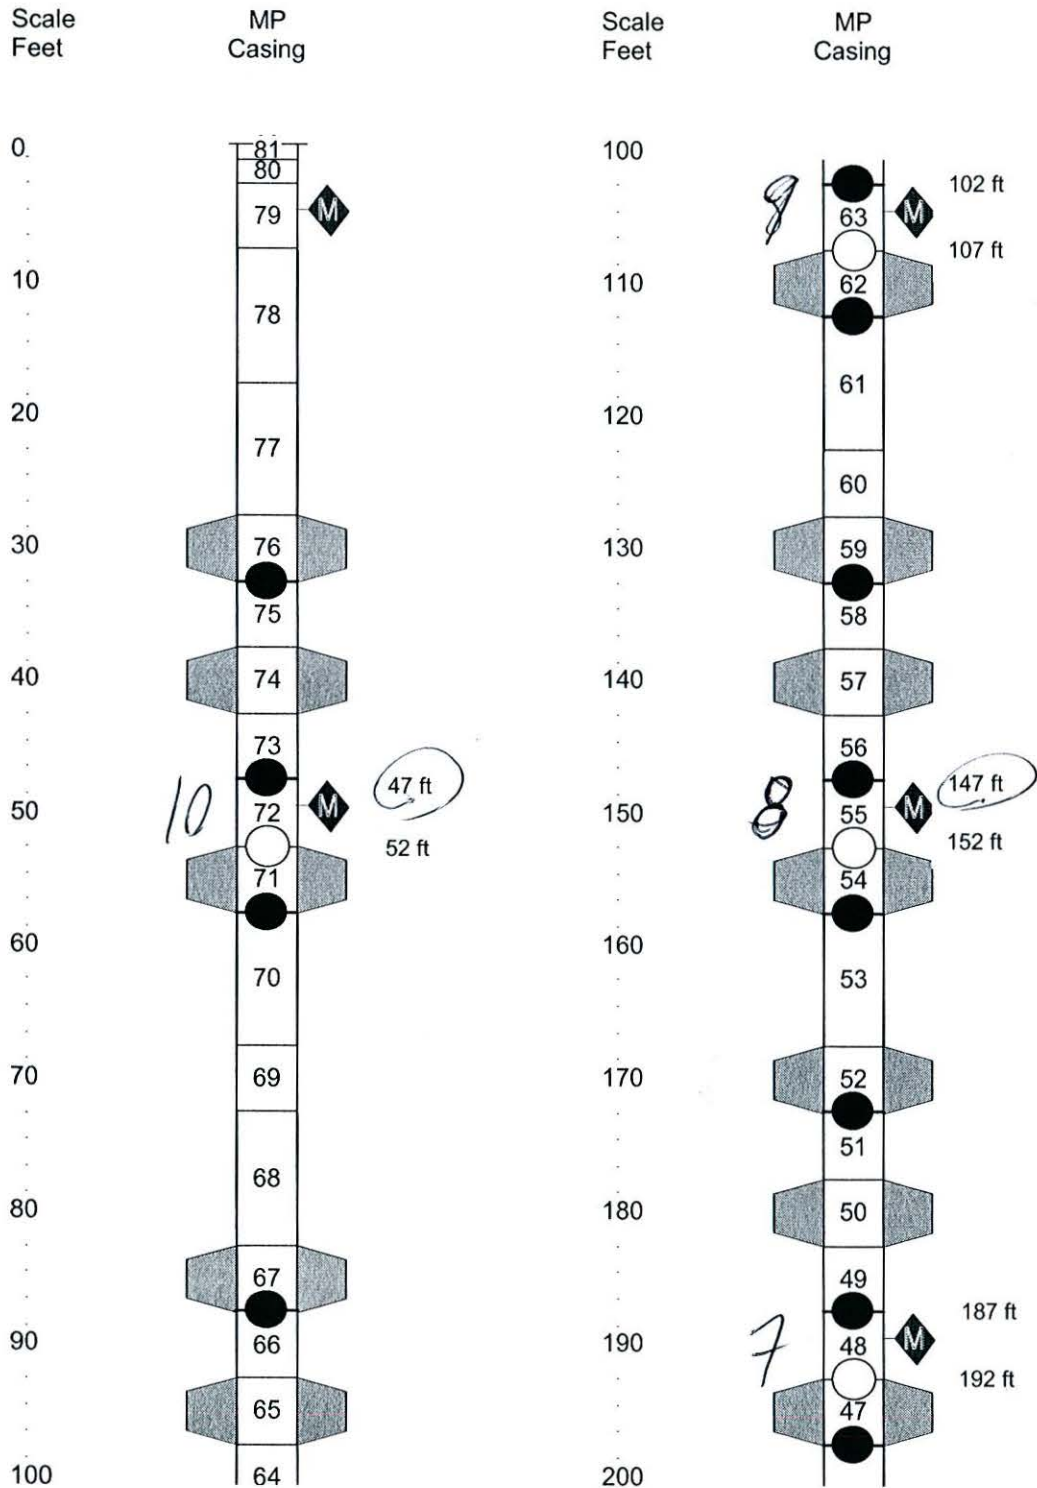 Scale
Feet
MP
Casing
0
10
20
30
40
50
60
70
80
90
100
81
80
79
M
78
77
76
75
74
73
72
M
47 ft
10
52 ft
71
70
69
68
67
66
65
64
Scale
Feet
MP
Casing
100
110
120
130
140
150
160
170
180
190
200
102 ft
9
63
M
107 ft
62
61
60
59
58
57
56
147 ft
8
55
M
152 ft
54
53
52
51
50
49
187 ft
7
48
M
192 ft
47